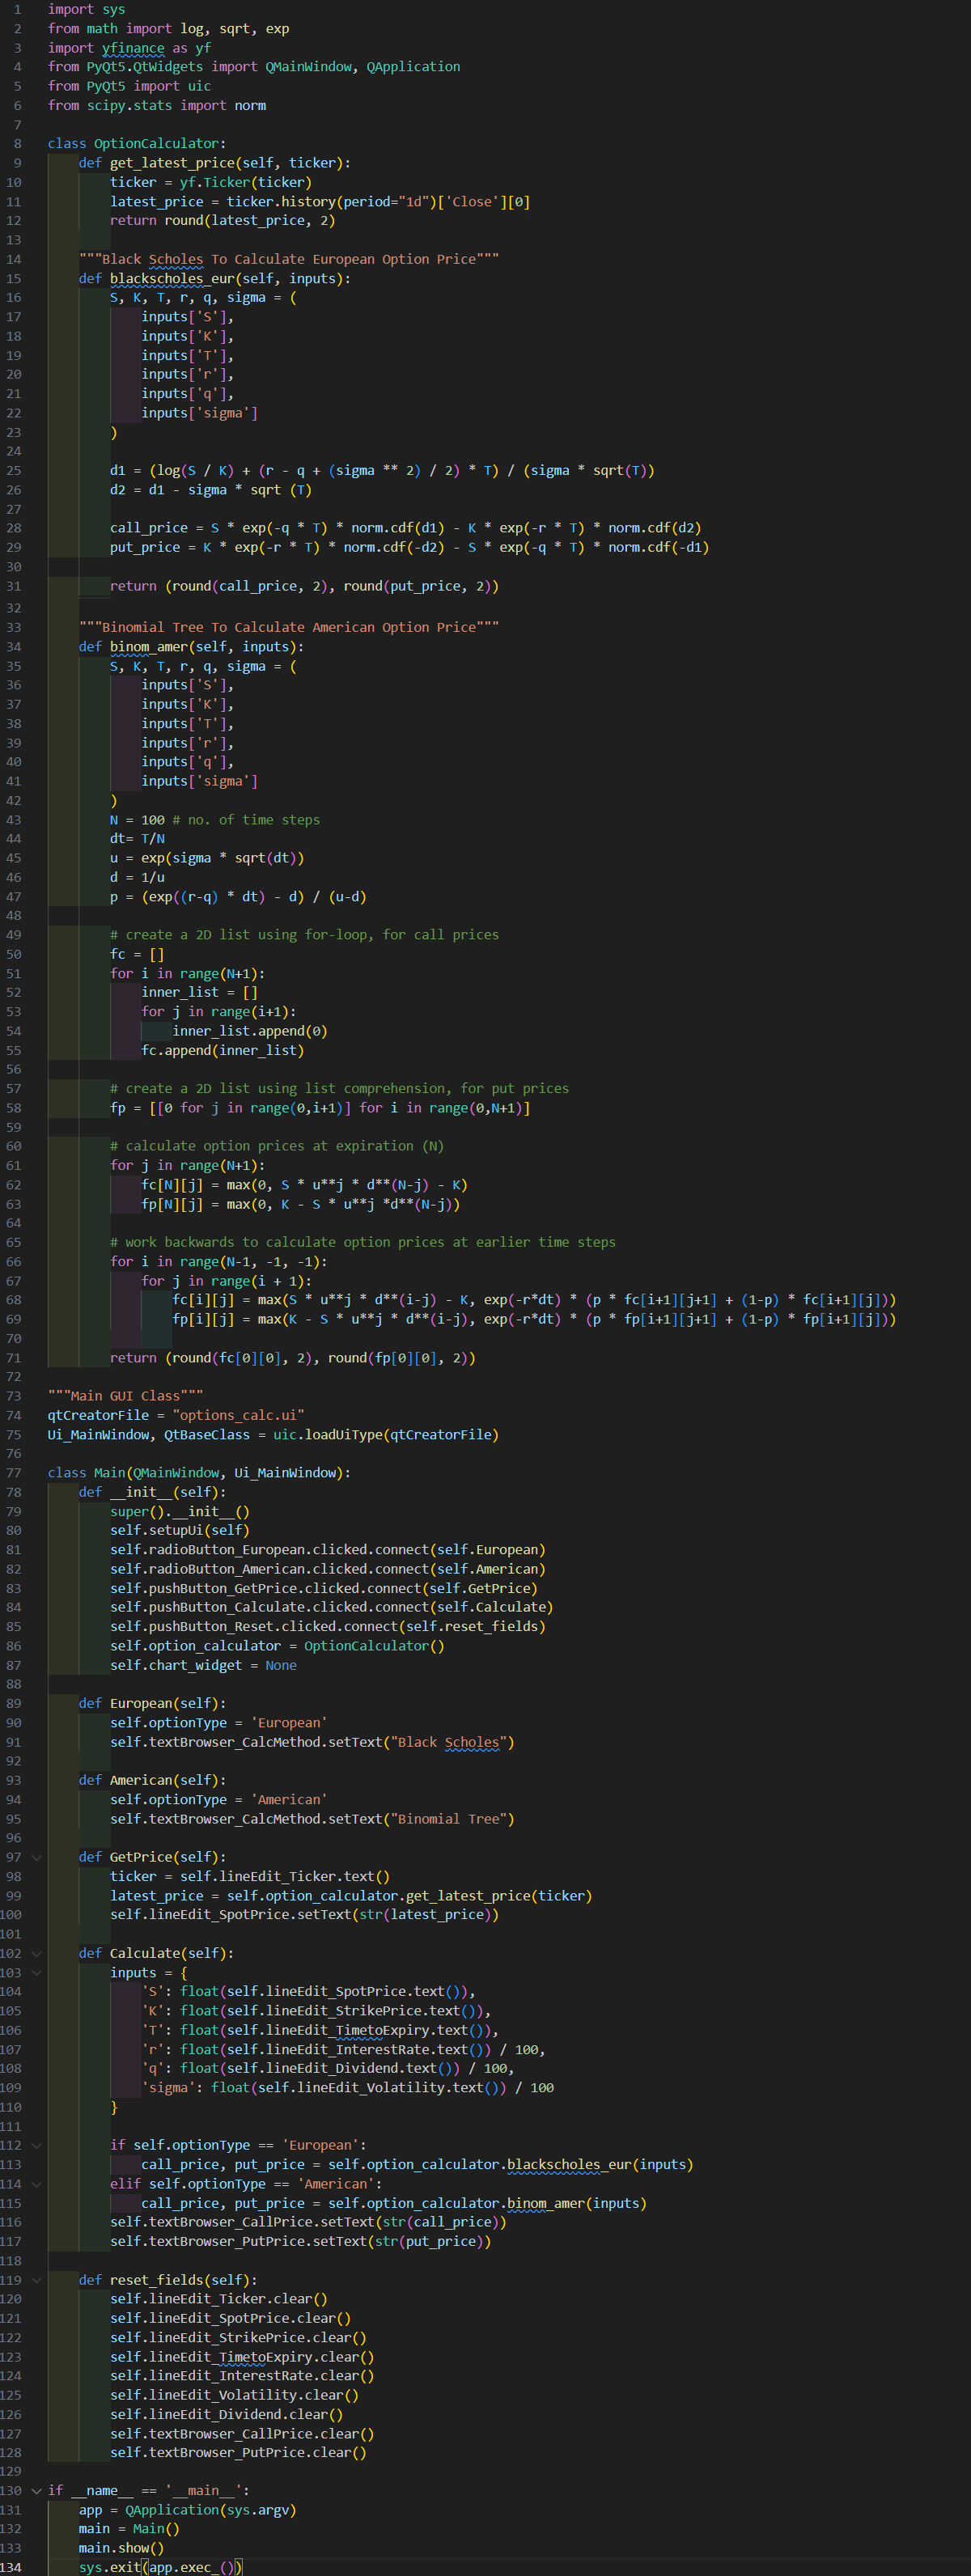 1 import sys
2 from math import log, sqrt, exp
3 import yfinance as yf
4 from PyQt5.QtWidgets import QMainWindow, QApplication
5 from PyQt5 import uic
6 from scipy.stats import norm
7
8 class OptionCalculator:
9     def get_latest_price(self, ticker):
10         ticker = yf.Ticker(ticker)
11         latest_price = ticker.history(period="1d")['Close'][0]
12         return round(latest_price, 2)
13
14     """Black Scholes To Calculate European Option Price"""
15     def blackscholes_eur(self, inputs):
16         S, K, T, r, q, sigma = (
17             inputs['S'],
18             inputs['K'],
19             inputs['T'],
20             inputs['r'],
21             inputs['q'],
22             inputs['sigma']
23         )
24
25         d1 = (log(S / K) + (r - q + (sigma ** 2) / 2) * T) / (sigma * sqrt(T))
26         d2 = d1 - sigma * sqrt (T)
27
28         call_price = S * exp(-q * T) * norm.cdf(d1) - K * exp(-r * T) * norm.cdf(d2)
29         put_price = K * exp(-r * T) * norm.cdf(-d2) - S * exp(-q * T) * norm.cdf(-d1)
30
31         return (round(call_price, 2), round(put_price, 2))
32
33     """Binomial Tree To Calculate American Option Price"""
34     def binom_amer(self, inputs):
35         S, K, T, r, q, sigma = (
36             inputs['S'],
37             inputs['K'],
38             inputs['T'],
39             inputs['r'],
40             inputs['q'],
41             inputs['sigma']
42         )
43         N = 100 # no. of time steps
44         dt= T/N
45         u = exp(sigma * sqrt(dt))
46         d = 1/u
47         p = (exp((r-q) * dt) - d) / (u-d)
48
49         # create a 2D list using for-loop, for call prices
50         fc = []
51         for i in range(N+1):
52             inner_list = []
53             for j in range(i+1):
54                 inner_list.append(0)
55             fc.append(inner_list)
56
57         # create a 2D list using list comprehension, for put prices
58         fp = [[0 for j in range(0,i+1)] for i in range(0,N+1)]
59
60         # calculate option prices at expiration (N)
61         for j in range(N+1):
62             fc[N][j] = max(0, S * u**j * d**(N-j) - K)
63             fp[N][j] = max(0, K - S * u**j *d**(N-j))
64
65         # work backwards to calculate option prices at earlier time steps
66         for i in range(N-1, -1, -1):
67             for j in range(i + 1):
68                 fc[i][j] = max(S * u**j * d**(i-j) - K, exp(-r*dt) * (p * fc[i+1][j+1] + (1-p) * fc[i+1][j]))
69                 fp[i][j] = max(K - S * u**j * d**(i-j), exp(-r*dt) * (p * fp[i+1][j+1] + (1-p) * fp[i+1][j]))
70
71         return (round(fc[0][0], 2), round(fp[0][0], 2))
72
73 """Main GUI Class"""
74 qtCreatorFile = "options_calc.ui"
75 Ui_MainWindow, QtBaseClass = uic.loadUiType(qtCreatorFile)
76
77 class Main(QMainWindow, Ui_MainWindow):
78     def __init__(self):
79         super().__init__()
80         self.setupUi(self)
81         self.radioButton_European.clicked.connect(self.European)
82         self.radioButton_American.clicked.connect(self.American)
83         self.pushButton_GetPrice.clicked.connect(self.GetPrice)
84         self.pushButton_Calculate.clicked.connect(self.Calculate)
85         self.pushButton_Reset.clicked.connect(self.reset_fields)
86         self.option_calculator = OptionCalculator()
87         self.chart_widget = None
88
89     def European(self):
90         self.optionType = 'European'
91         self.textBrowser_CalcMethod.setText("Black Scholes")
92
93     def American(self):
94         self.optionType = 'American'
95         self.textBrowser_CalcMethod.setText("Binomial Tree")
96
97     def GetPrice(self):
98         ticker = self.lineEdit_Ticker.text()
99         latest_price = self.option_calculator.get_latest_price(ticker)
100         self.lineEdit_SpotPrice.setText(str(latest_price))
101
102     def Calculate(self):
103         inputs = {
104             'S': float(self.lineEdit_SpotPrice.text()),
105             'K': float(self.lineEdit_StrikePrice.text()),
106             'T': float(self.lineEdit_TimetoExpiry.text()),
107             'r': float(self.lineEdit_InterestRate.text()) / 100,
108             'q': float(self.lineEdit_Dividend.text()) / 100,
109             'sigma': float(self.lineEdit_Volatility.text()) / 100
110         }
111
112         if self.optionType == 'European':
113             call_price, put_price = self.option_calculator.blackscholes_eur(inputs)
114         elif self.optionType == 'American':
115             call_price, put_price = self.option_calculator.binom_amer(inputs)
116         self.textBrowser_CallPrice.setText(str(call_price))
117         self.textBrowser_PutPrice.setText(str(put_price))
118
119     def reset_fields(self):
120         self.lineEdit_Ticker.clear()
121         self.lineEdit_SpotPrice.clear()
122         self.lineEdit_StrikePrice.clear()
123         self.lineEdit_TimetoExpiry.clear()
124         self.lineEdit_InterestRate.clear()
125         self.lineEdit_Volatility.clear()
126         self.lineEdit_Dividend.clear()
127         self.textBrowser_CallPrice.clear()
128         self.textBrowser_PutPrice.clear()
129
130 if __name__ == '__main__':
131     app = QApplication(sys.argv)
132     main = Main()
133     main.show()
134     sys.exit(app.exec_())